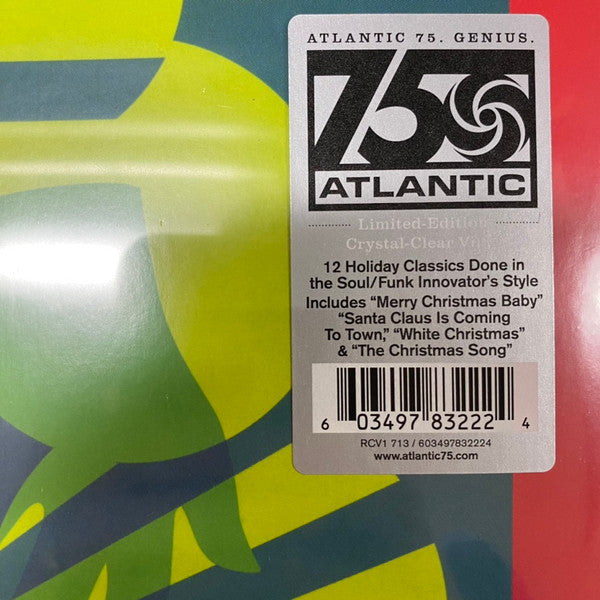 ATLANTIC 75. GENIUS.
75
ATLANTIC
Limited-Edition
Crystal-Clear
12 Holiday Classics Done in
the Soul/Funk Innovator's Style
Includes "Merry Christmas Baby"
"Santa Claus Is Coming
To Town," "White Christmas"
& "The Christmas Song"
6 03497 83222 4
RCV1 713 / 603497832224
www.atlantic75.com